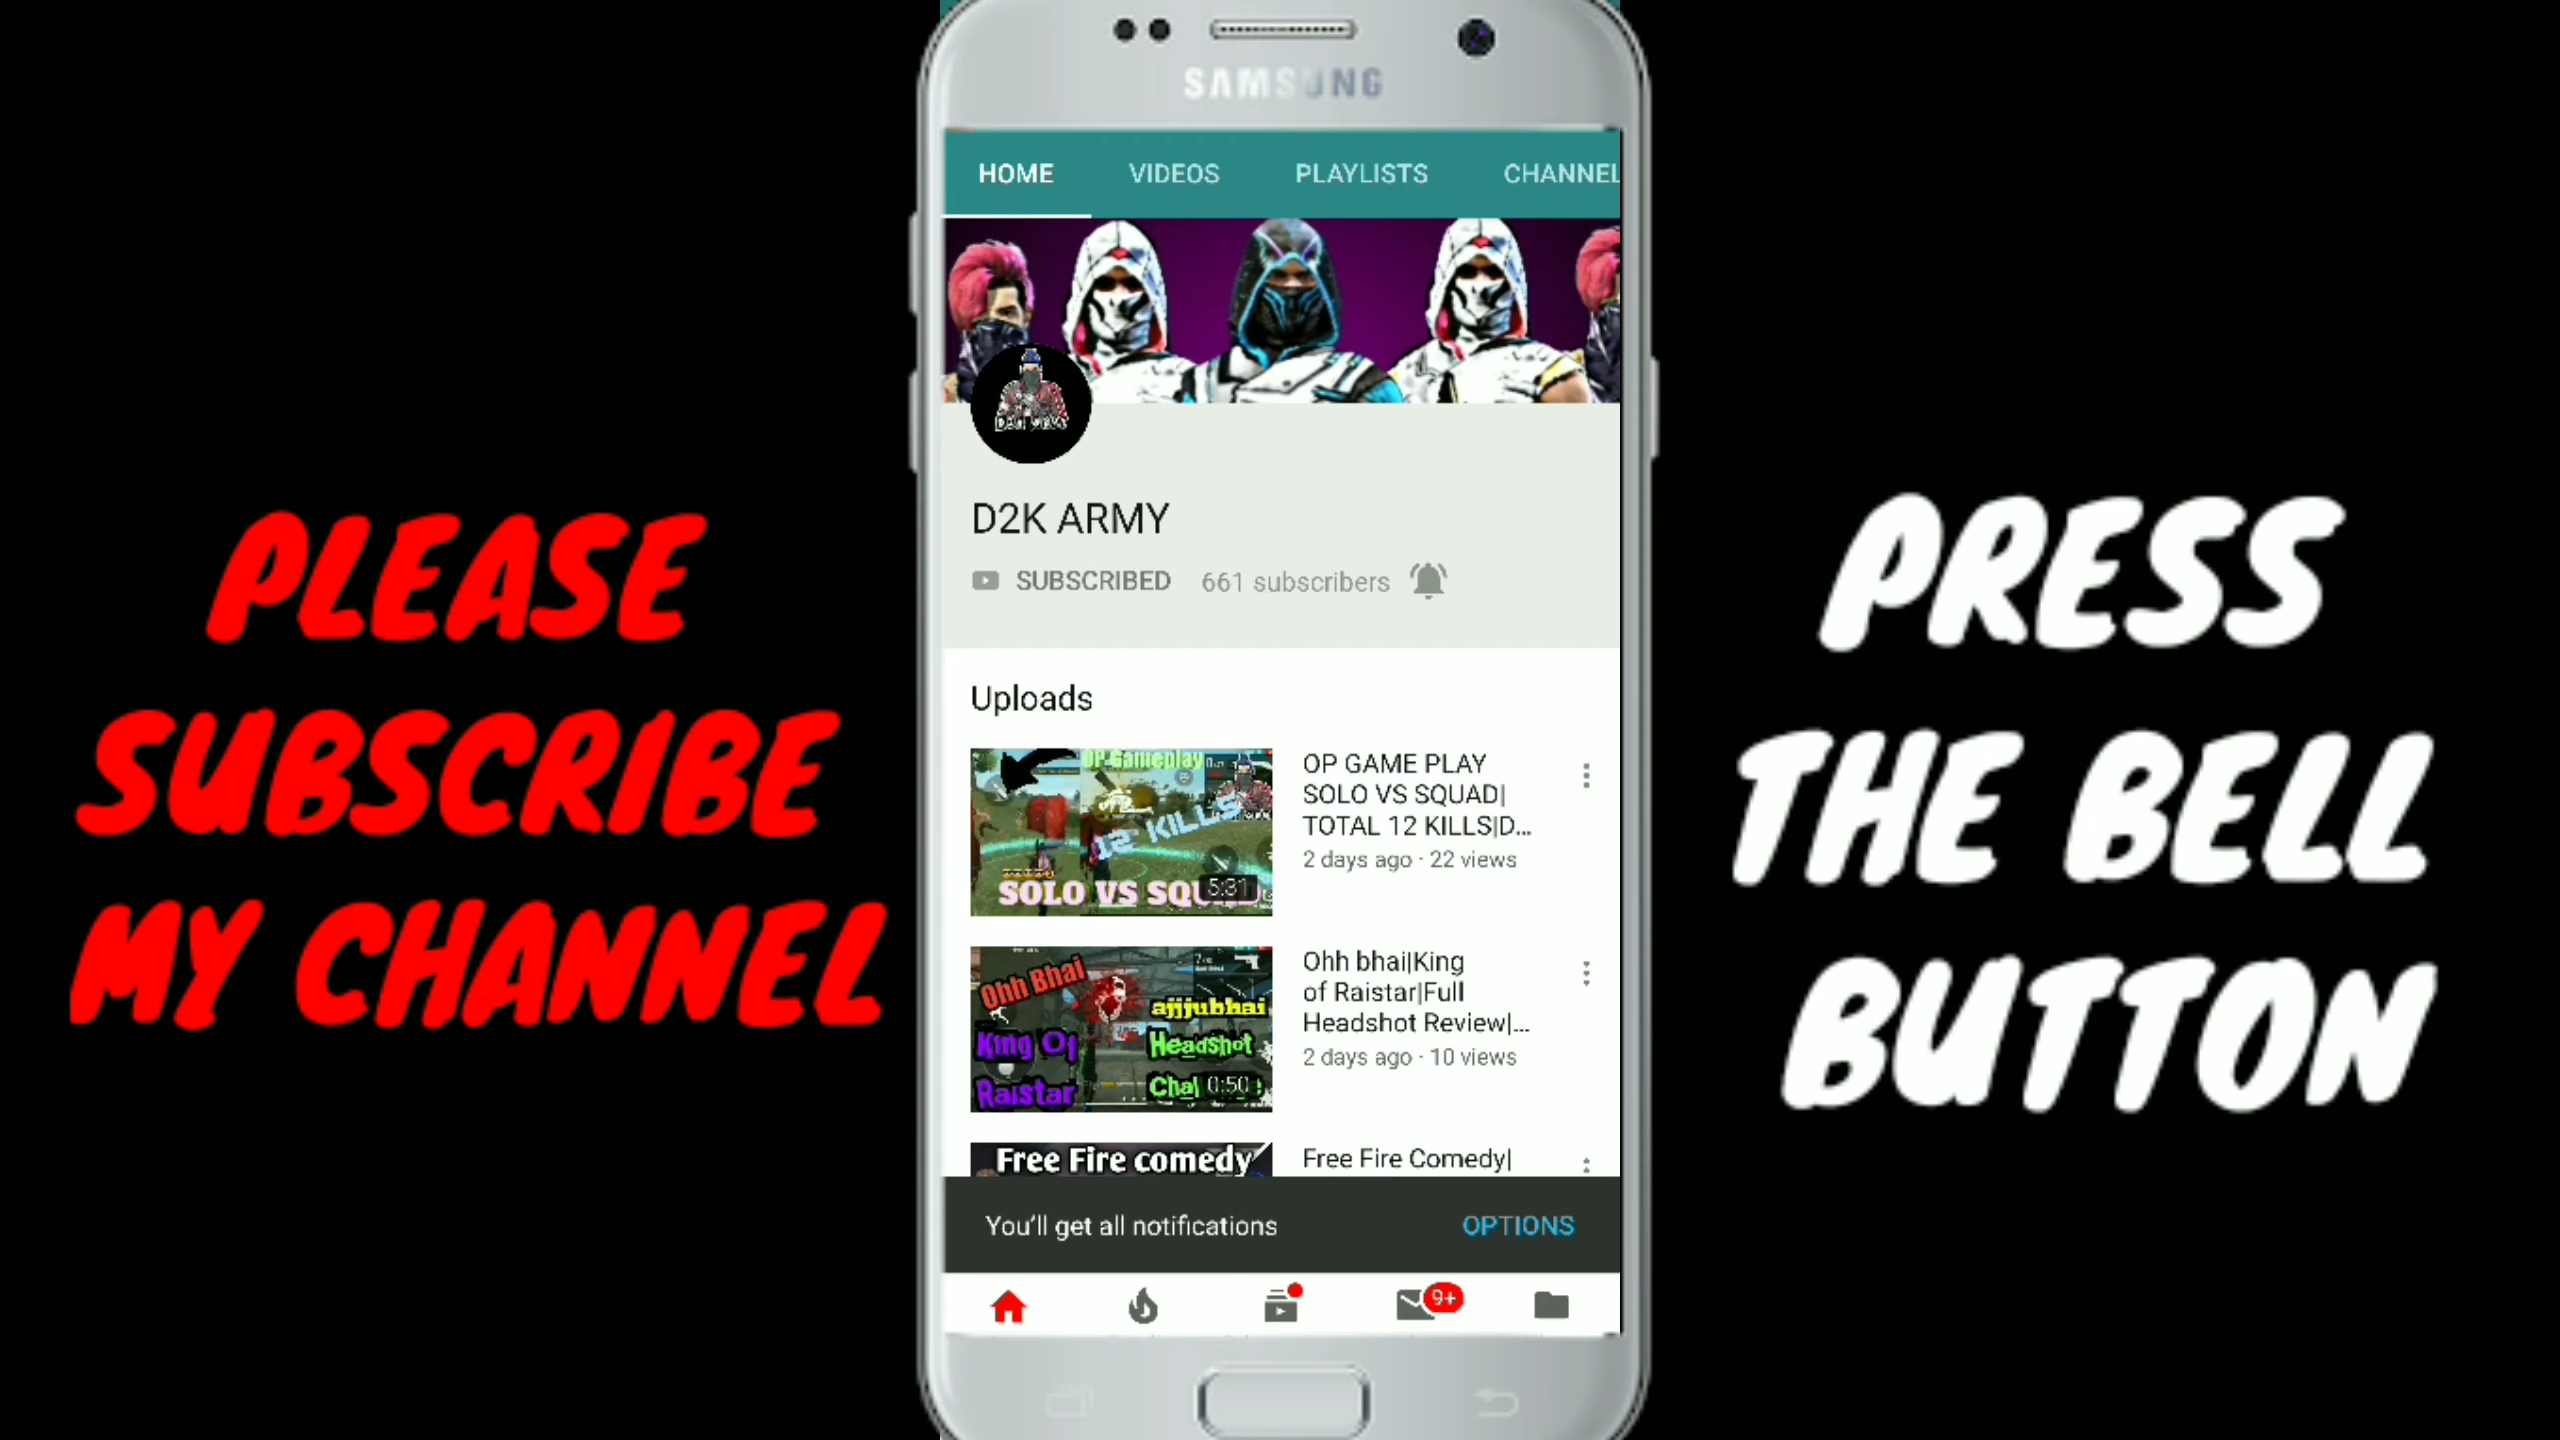 SAMSUNG
HOME VIDEOS PLAYLISTS CHANNEL
D2K ARMY
SUBSCRIBED 661 subscribers
PLEASE
SUBSCRIBE
MY CHANNEL
PRESS
THE BELL
BUTTON
Uploads
OP Gameplay
12 KILLS
SOLO VS SQU
5:31
OP GAME PLAY
SOLO VS SQUAD|
TOTAL 12 KILLS|D...
2 days ago · 22 views
Ohh Bhai
ajjjubhai
King Of
Headshot
Raistar
0:50
Ohh bhai|King
of Raistar|Full
Headshot Review|...
2 days ago · 10 views
Free Fire comedy
Free Fire Comedy|
You'll get all notifications OPTIONS
9+